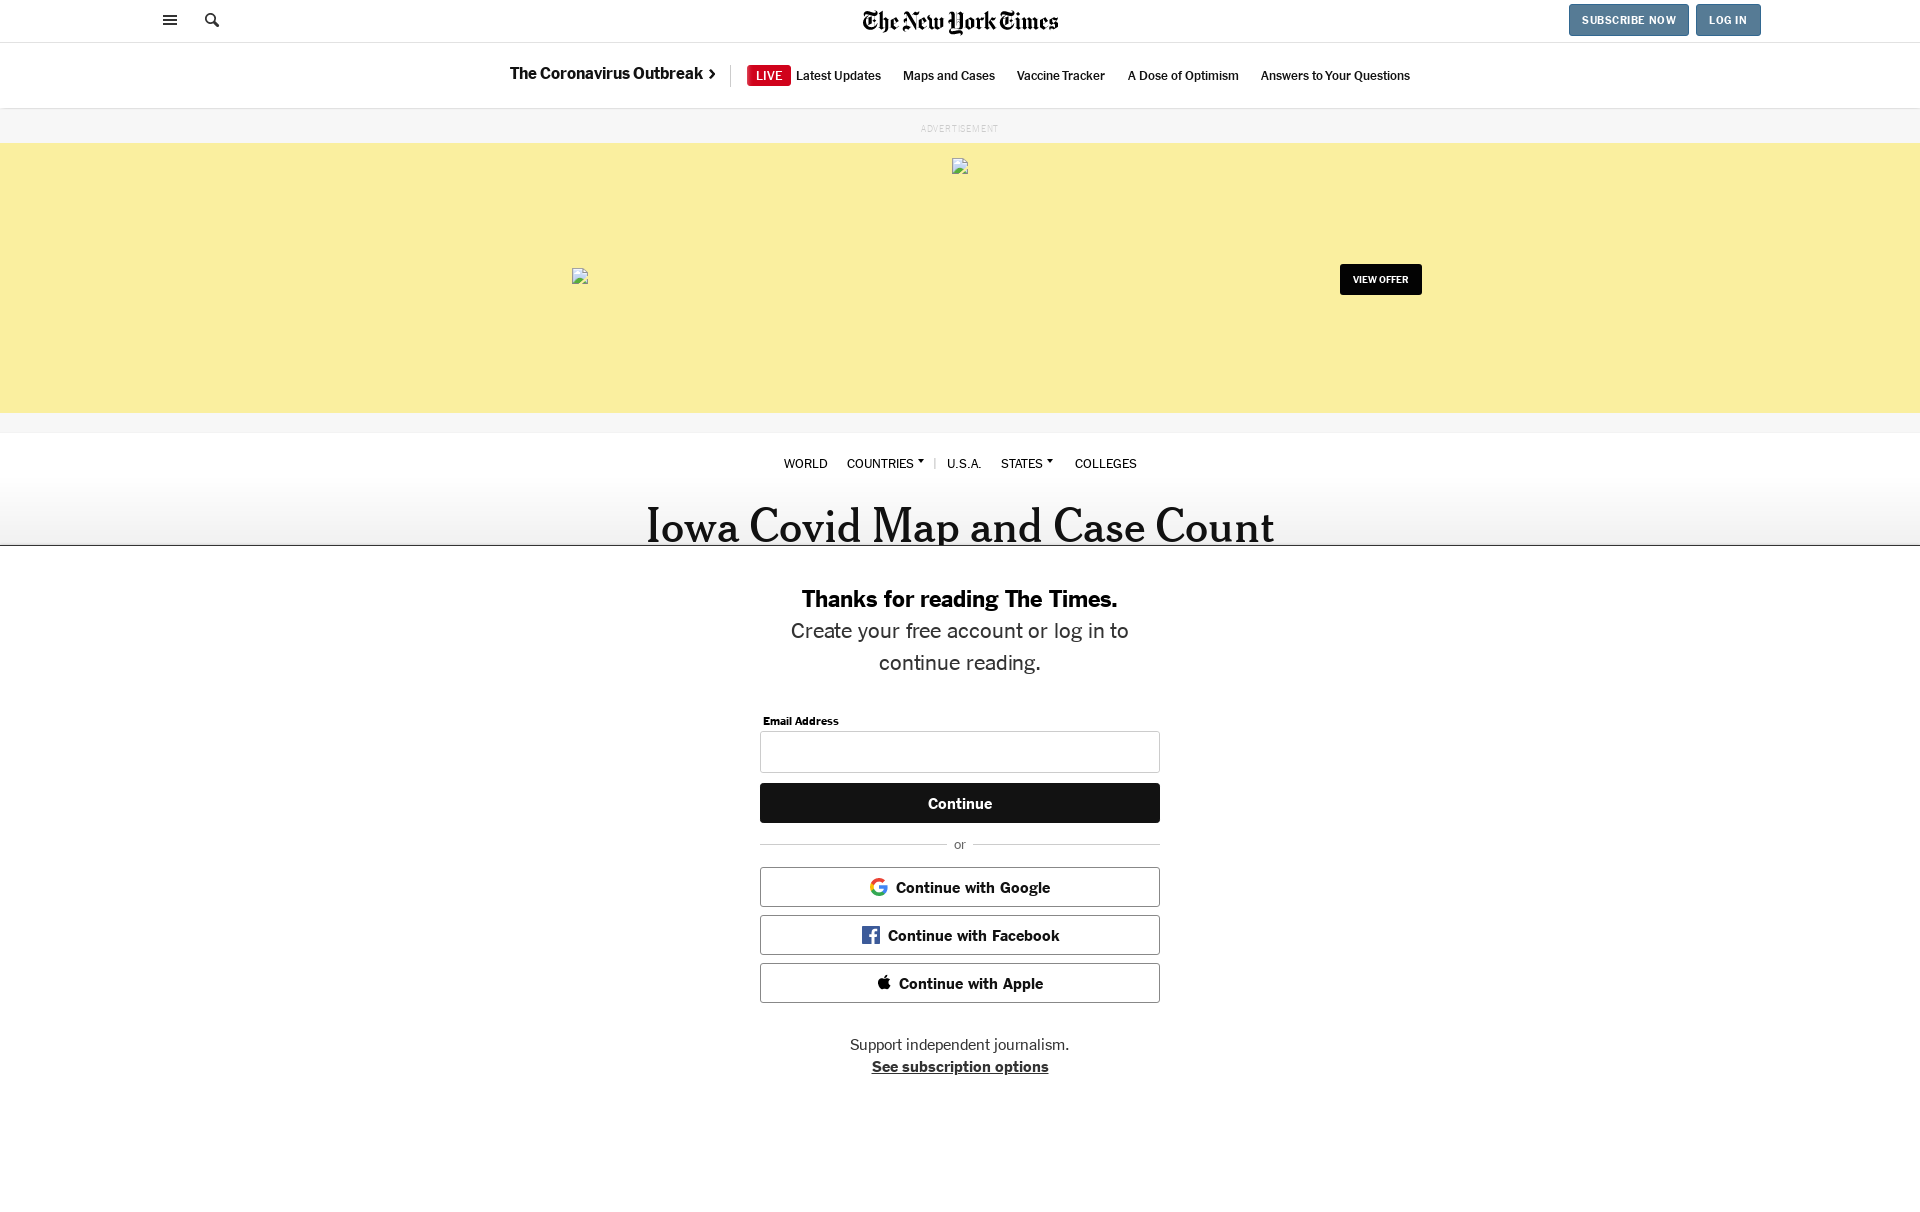 The New York Times
SUBSCRIBE NOW
LOG IN
The Coronavirus Outbreak
LIVE Latest Updates
Maps and Cases
Vaccine Tracker
A Dose of Optimism
Answers to Your Questions
ADVERTISEMENT
VIEW OFFER
WORLD
COUNTRIES
U.S.A.
STATES
COLLEGES
Iowa Covid Map and Case Count
Thanks for reading The Times.
Create your free account or log in to
continue reading.
Email Address
Continue
or
Continue with Google
Continue with Facebook
Continue with Apple
Support independent journalism.
See subscription options